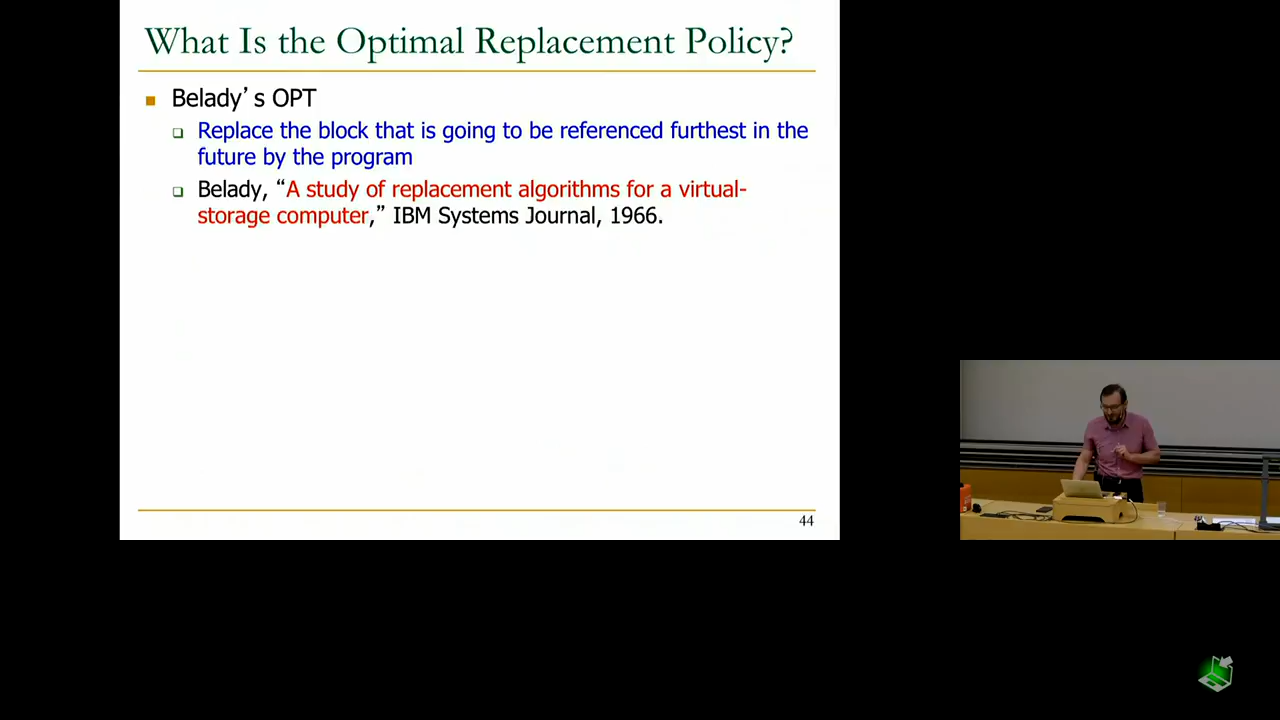 What Is the Optimal Replacement Policy?
Belady’s OPT
Replace the block that is going to be referenced furthest in the
future by the program
Belady, “A study of replacement algorithms for a virtual-
storage computer,” IBM Systems Journal, 1966.
44